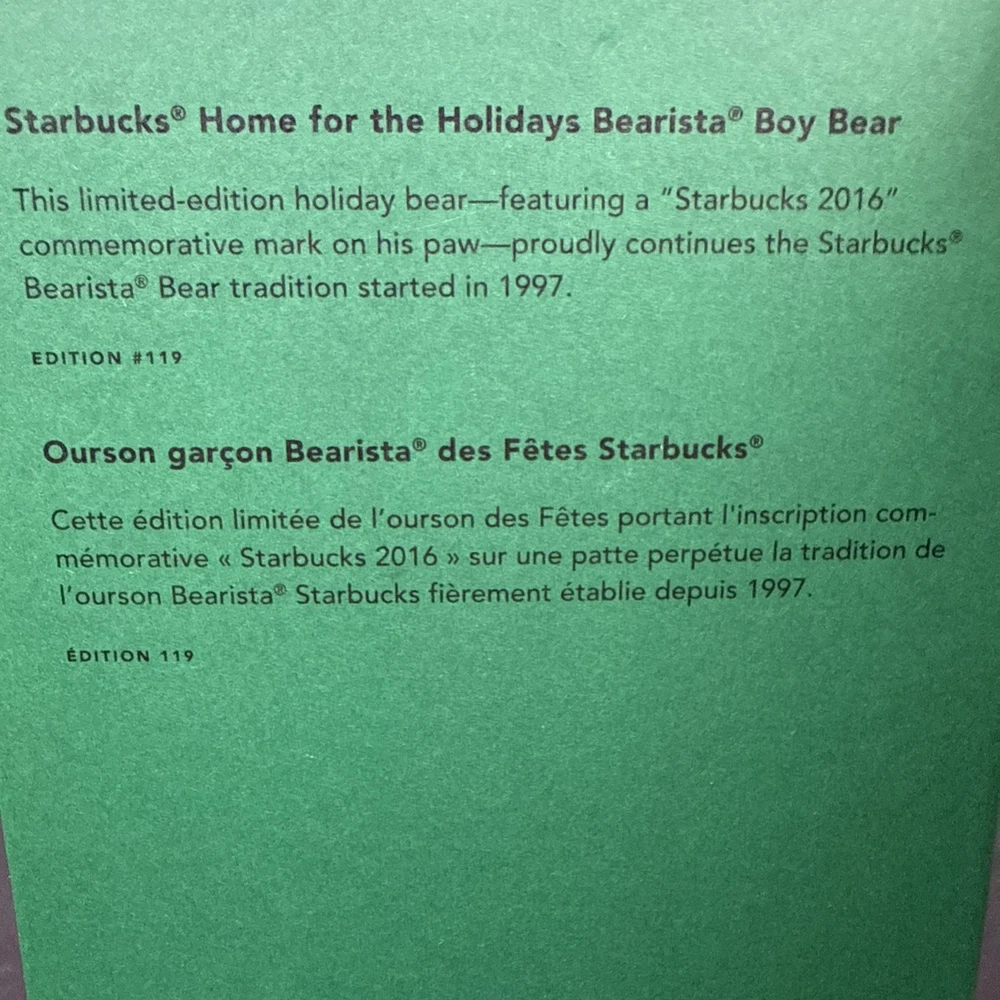 Starbucks® Home for the Holidays Bearista® Boy Bear
This limited-edition holiday bear—featuring a "Starbucks 2016"
commemorative mark on his paw—proudly continues the Starbucks®
Bearista® Bear tradition started in 1997.
EDITION #119
Ourson garçon Bearista® des Fêtes Starbucks®
Cette édition limitée de l'ourson des Fêtes portant l'inscription com-
mémorative « Starbucks 2016 » sur une patte perpétue la tradition de
l'ourson Bearista® Starbucks fièrement établie depuis 1997.
ÉDITION 119